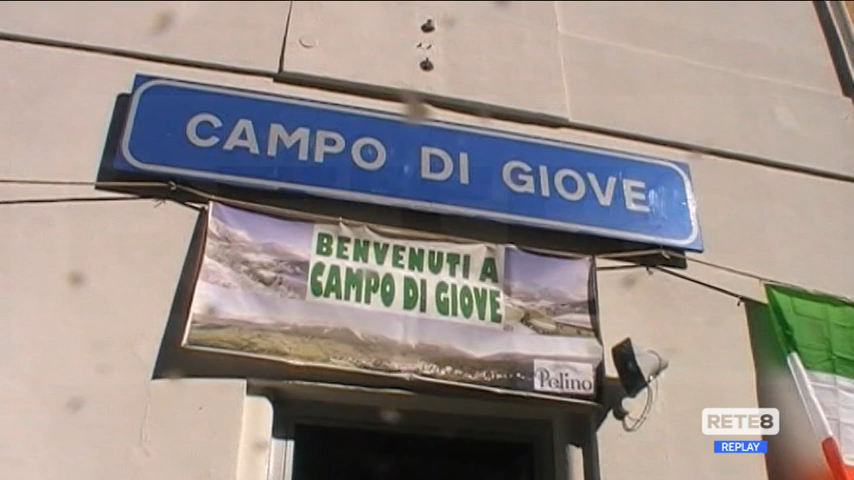 CAMPO DI GIOVE
BENVENUTI A
CAMPO DI GIOVE
Pelino
RETE8
REPLAY